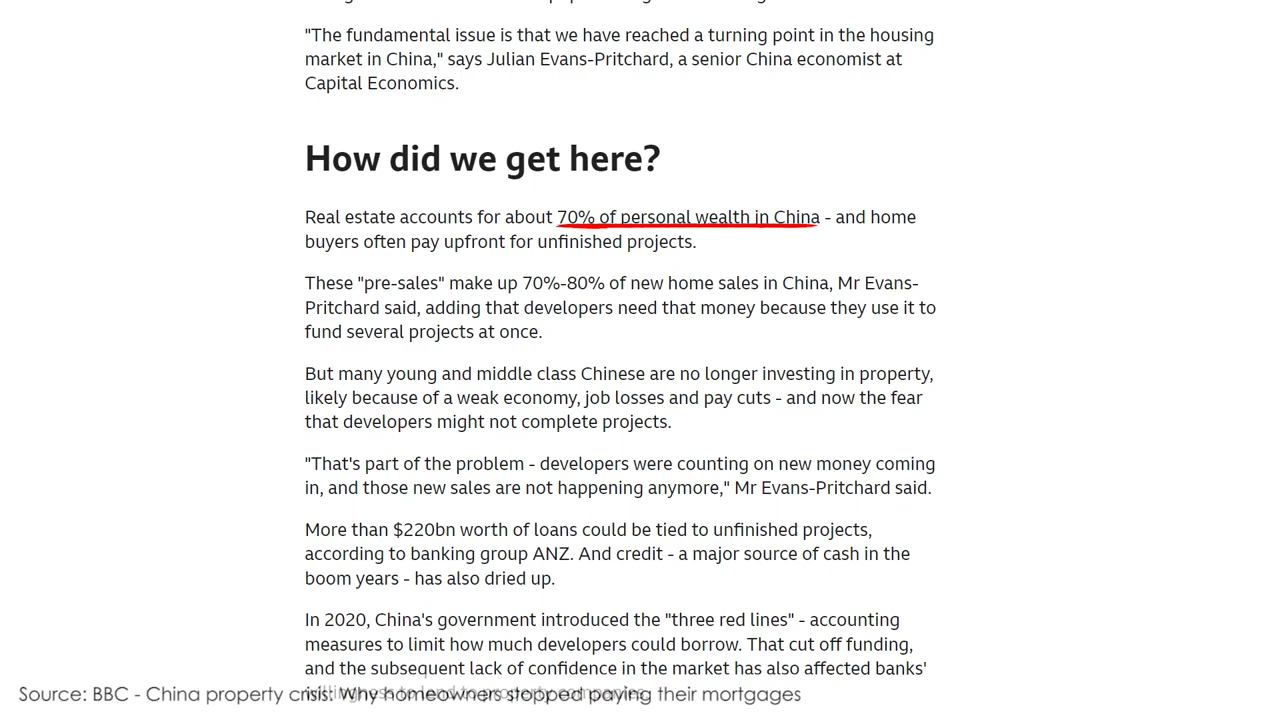 "The fundamental issue is that we have reached a turning point in the housing
market in China," says Julian Evans-Pritchard, a senior China economist at
Capital Economics.
How did we get here?
Real estate accounts for about 70% of personal wealth in China - and home
buyers often pay upfront for unfinished projects.
These "pre-sales" make up 70%-80% of new home sales in China, Mr Evans-
Pritchard said, adding that developers need that money because they use it to
fund several projects at once.
But many young and middle class Chinese are no longer investing in property,
likely because of a weak economy, job losses and pay cuts - and now the fear
that developers might not complete projects.
"That's part of the problem - developers were counting on new money coming
in, and those new sales are not happening anymore," Mr Evans-Pritchard said.
More than $220bn worth of loans could be tied to unfinished projects,
according to banking group ANZ. And credit - a major source of cash in the
boom years - has also dried up.
In 2020, China's government introduced the "three red lines" - accounting
measures to limit how much developers could borrow. That cut off funding,
and the subsequent lack of confidence in the market has also affected banks'
Source: BBC - China property crisis: Why homeowners stopped paying their mortgages